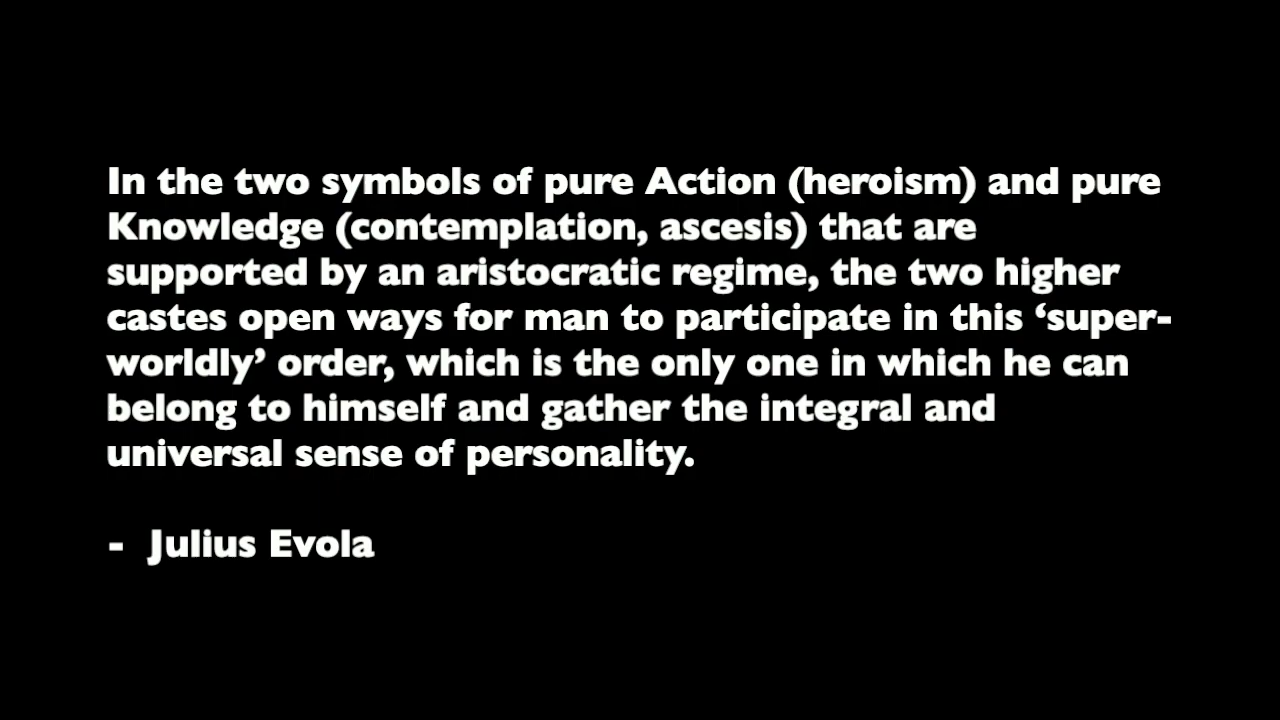 In the two symbols of pure Action (heroism) and pure
Knowledge (contemplation, ascesis) that are
supported by an aristocratic regime, the two higher
castes open ways for man to participate in this ‘super-
worldly’ order, which is the only one in which he can
belong to himself and gather the integral and
universal sense of personality.
- Julius Evola